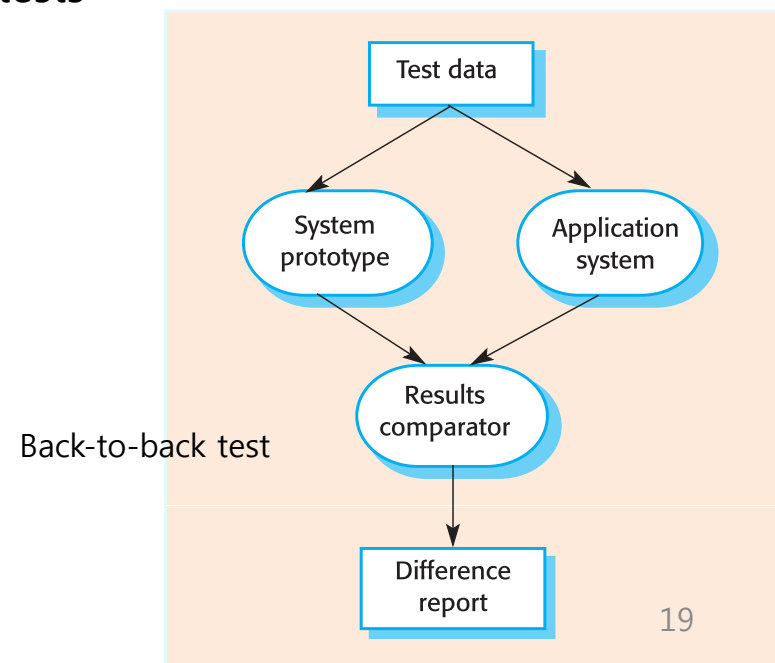 tests
Test data
System
prototype
Application
system
Results
comparator
Back-to-back test
Difference
report
19